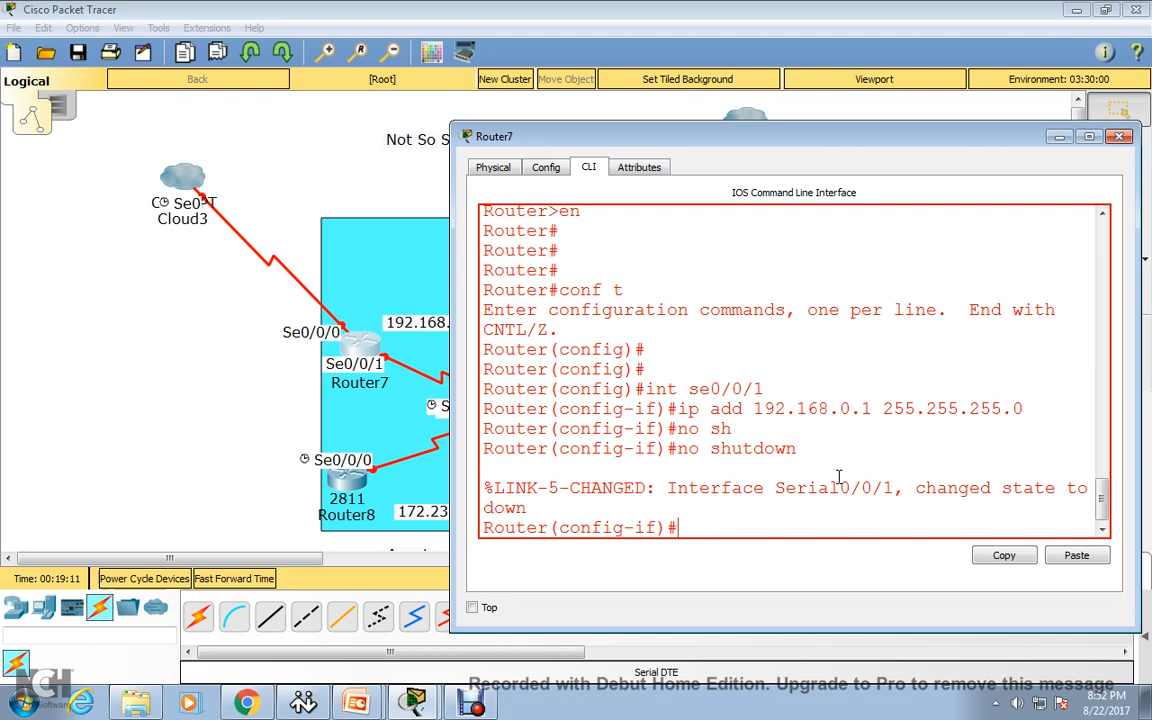 Cisco Packet Tracer
File Edit Options View Tools Extensions Help
Logical
Back
[Root]
New Cluster
Move Object
Set Tiled Background
Viewport
Environment: 03:30:00
Not So S
Se0
Cloud3
Se0/0/0
192.168.
Se0/0/1
Router7
S
Se0/0/0
2811
Router8
172.23
Router7
Physical Config CLI Attributes
IOS Command Line Interface
Router>en
Router#
Router#
Router#
Router#conf t
Enter configuration commands, one per line. End with
CNTL/Z.
Router(config)#
Router(config)#
Router(config)#int se0/0/1
Router(config-if)#ip add 192.168.0.1 255.255.255.0
Router(config-if)#no sh
Router(config-if)#no shutdown
%LINK-5-CHANGED: Interface Serial0/0/1, changed state to
down
Router(config-if)#
Copy
Paste
Top
Time: 00:19:11
Power Cycle Devices
Fast Forward Time
Serial DTE
NCH
Software
Recorded with Debut Home Edition. Upgrade to Pro to remove this message
8:52 PM
8/22/2017